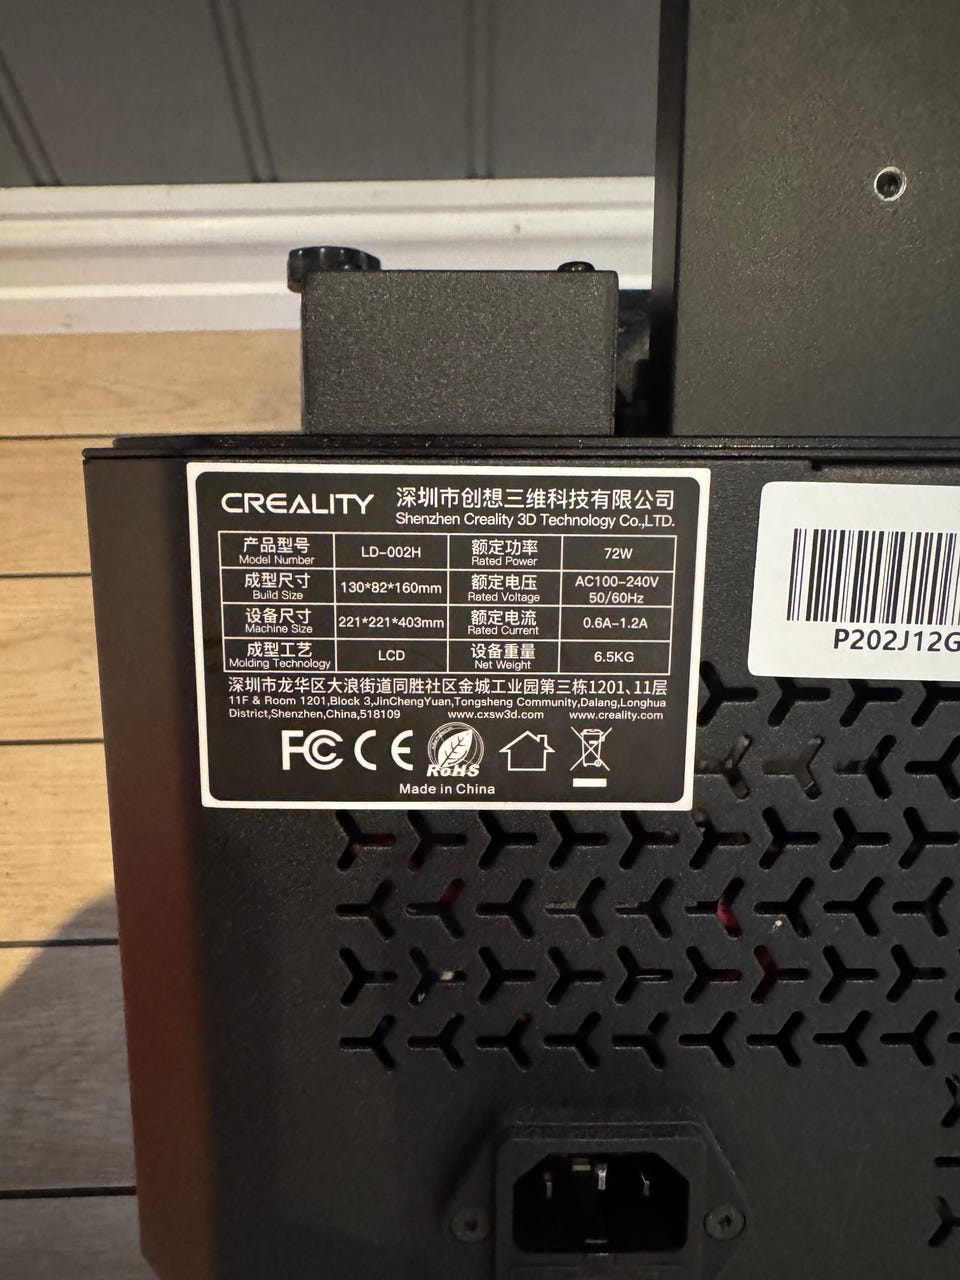 CREALITY 深圳市创想三维科技有限公司
Shenzhen Creality 3D Technology Co.,LTD.
产品型号 LD-002H 额定功率 72W
Model Number Rated Power
成型尺寸 130*82*160mm 额定电压 AC100-240V
Build Size Rated Voltage 50/60Hz
设备尺寸 221*221*403mm 额定电流 0.6A-1.2A
Machine Size Rated Current
成型工艺 LCD 设备重量 6.5KG
Molding Technology Net Weight
深圳市龙华区大浪街道同胜社区金城工业园第三栋1201、11层
11F & Room 1201,Block 3,JinChengYuan,Tongsheng Community,Dalang,Longhua
District,Shenzhen,China,518109 www.cxsw3d.com www.creality.com
FC CE RoHS
Made in China
P202J12G